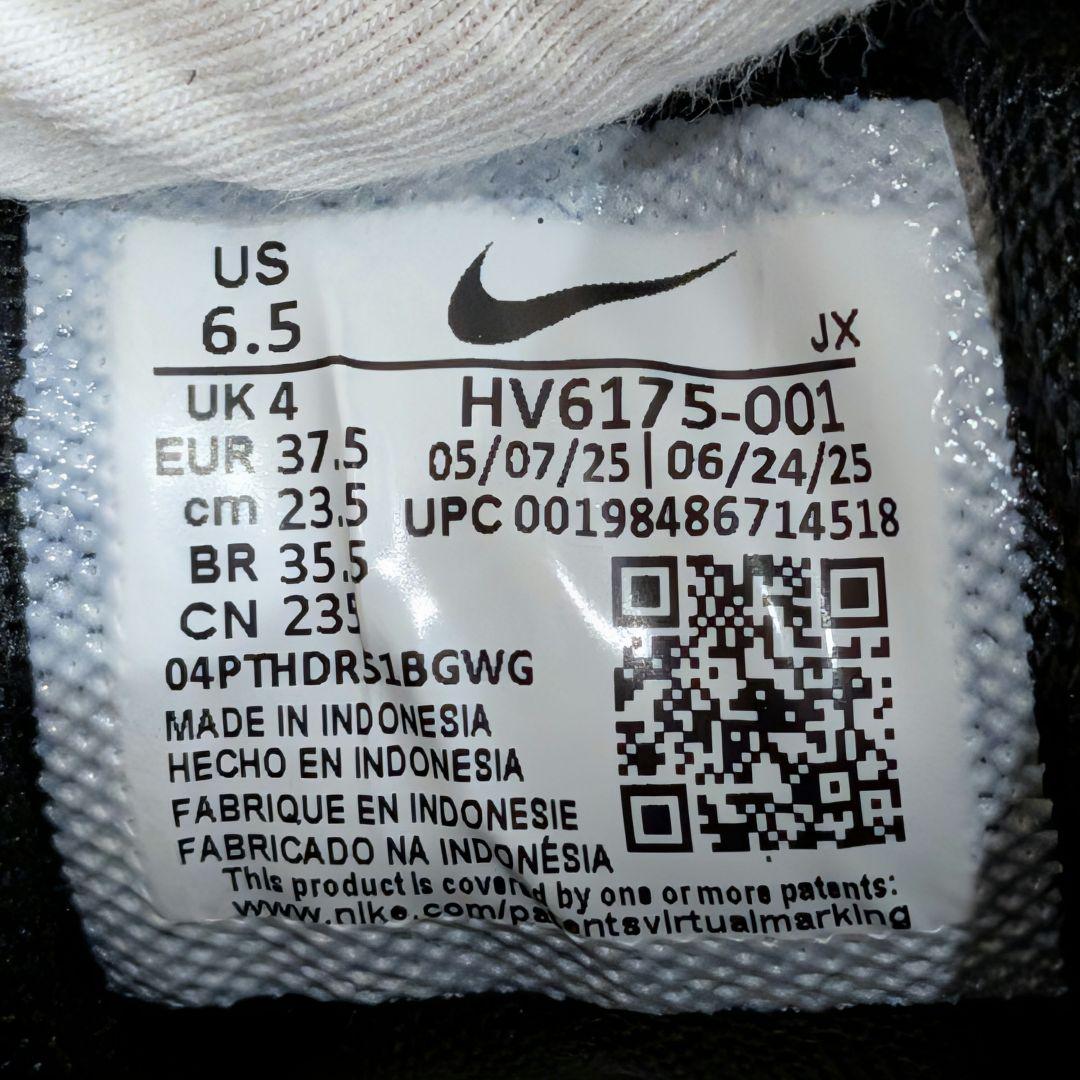 US
6.5
JX
UK 4
HV6175-001
EUR 37.5
05/07/25 | 06/24/25
cm 23.5
UPC 00198486714518
BR 35.5
CN 235
04PTHDRS1BGWG
MADE IN INDONESIA
HECHO EN INDONESIA
FABRIQUE EN INDONESIE
FABRICADO NA INDONÉSIA
This product is covered by one or more patents:
www.nike.com/patentsvirtualmarking